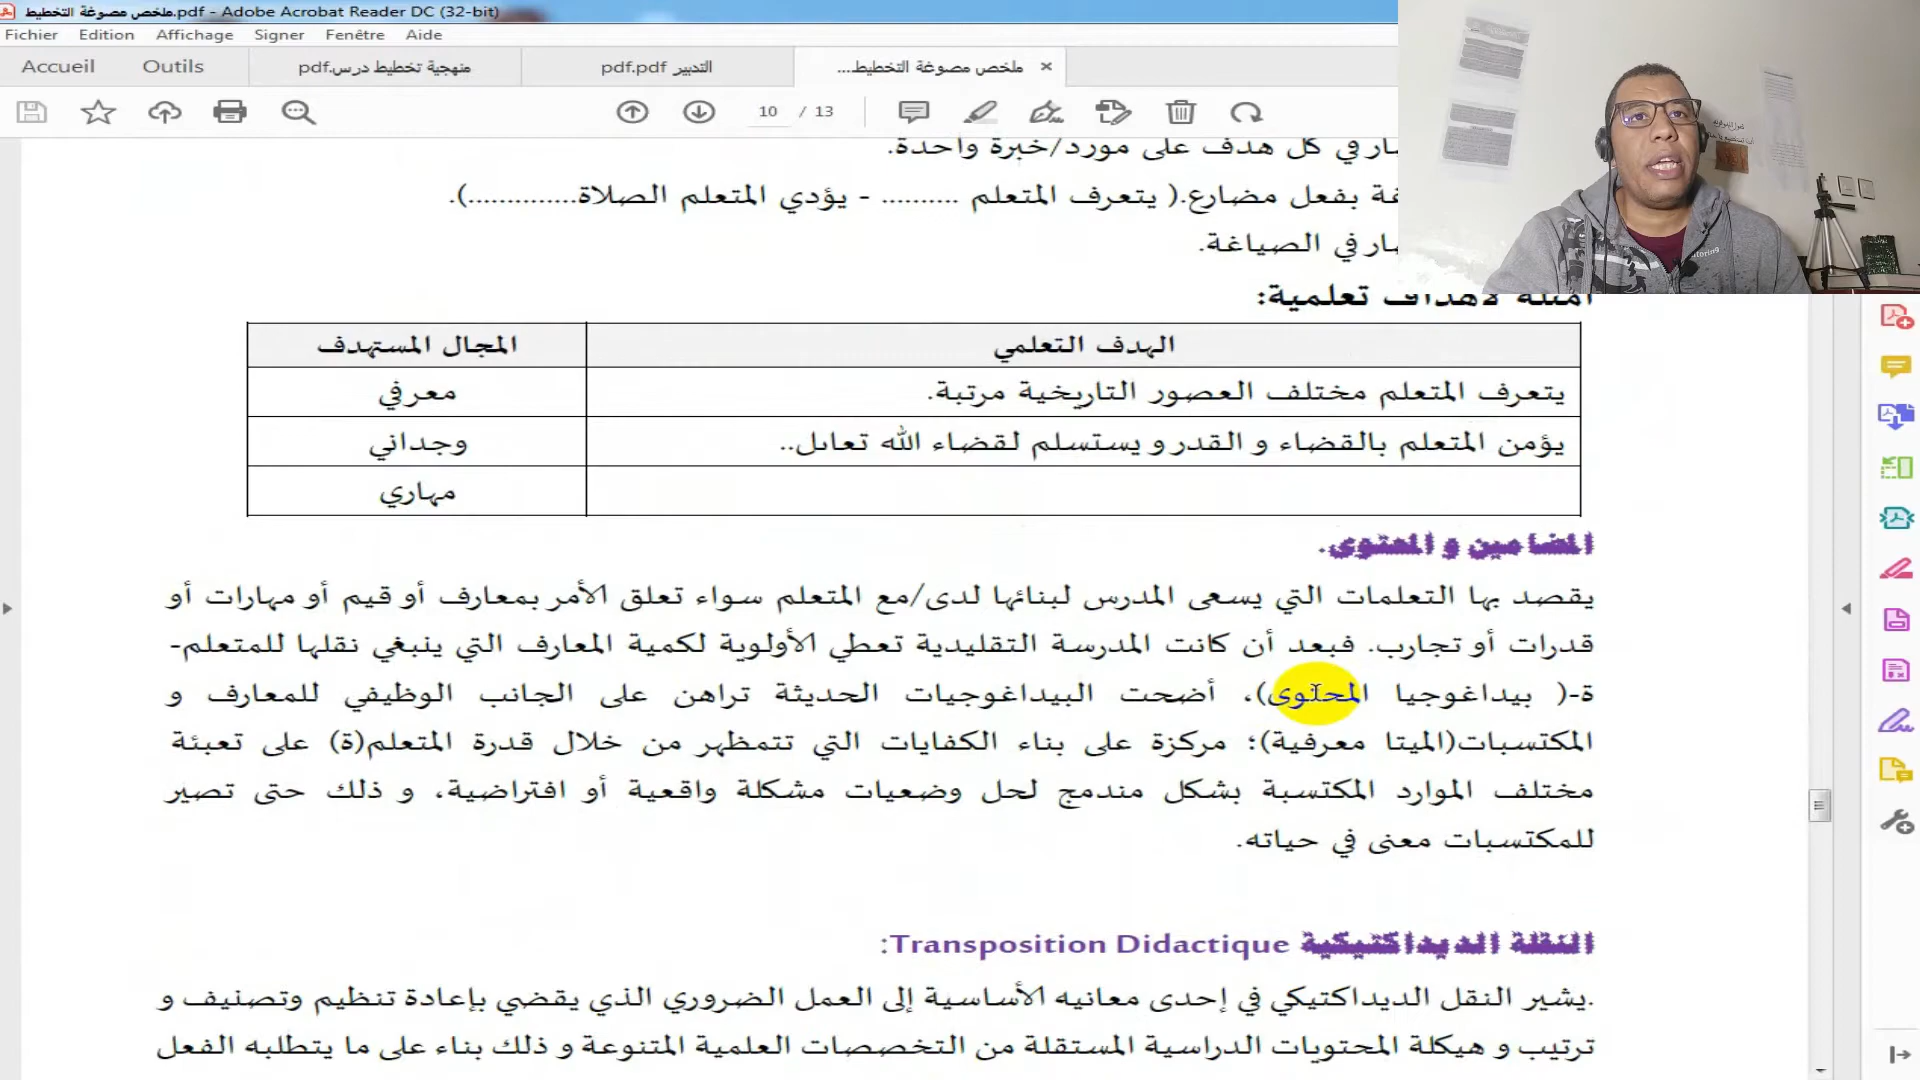 ملخص مصوغة التخطيط.pdf - Adobe Acrobat Reader DC (32-bit)
Fichier Edition Affichage Signer Fenêtre Aide
Accueil Outils منهجية تخطيط درس.pdf التدبير pdf.pdf ملخص مصوغة التخطيط... ×
10 / 13
في كل هدف على مورد/خبرة واحدة.
بفعل مضارع.( يتعرف المتعلم .......... - يؤدي المتعلم الصلاة..............).
في الصياغة.
أمثلة لأهداف تعلمية:
الهدف التعلمي المجال المستهدف
يتعرف المتعلم مختلف العصور التاريخية مرتبة. معرفي
يؤمن المتعلم بالقضاء و القدر و يستسلم لقضاء الله تعالى.. وجداني
مهاري
المضامين و المحتوى.
يقصد بها التعلمات التي يسعى المدرس لبنائها لدى/مع المتعلم سواء تعلق الأمر بمعارف أو قيم أو مهارات أو
قدرات أو تجارب. فبعد أن كانت المدرسة التقليدية تعطي الأولوية لكمية المعارف التي ينبغي نقلها للمتعلم-
ة-( بيداغوجيا المحتوى)، أضحت البيداغوجيات الحديثة تراهن على الجانب الوظيفي للمعارف و
المكتسبات(الميتا معرفية)؛ مركزة على بناء الكفايات التي تتمظهر من خلال قدرة المتعلم(ة) على تعبئة
مختلف الموارد المكتسبة بشكل مندمج لحل وضعيات مشكلة واقعية أو افتراضية، و ذلك حتى تصير
للمكتسبات معنى في حياته.
النقلة الديداكتيكية Transposition Didactique:
.يشير النقل الديداكتيكي في إحدى معانيه الأساسية إلى العمل الضروري الذي يقضي بإعادة تنظيم وتصنيف و
ترتيب و هيكلة المحتويات الدراسية المستقلة من التخصصات العلمية المتنوعة و ذلك بناء على ما يتطلبه الفعل